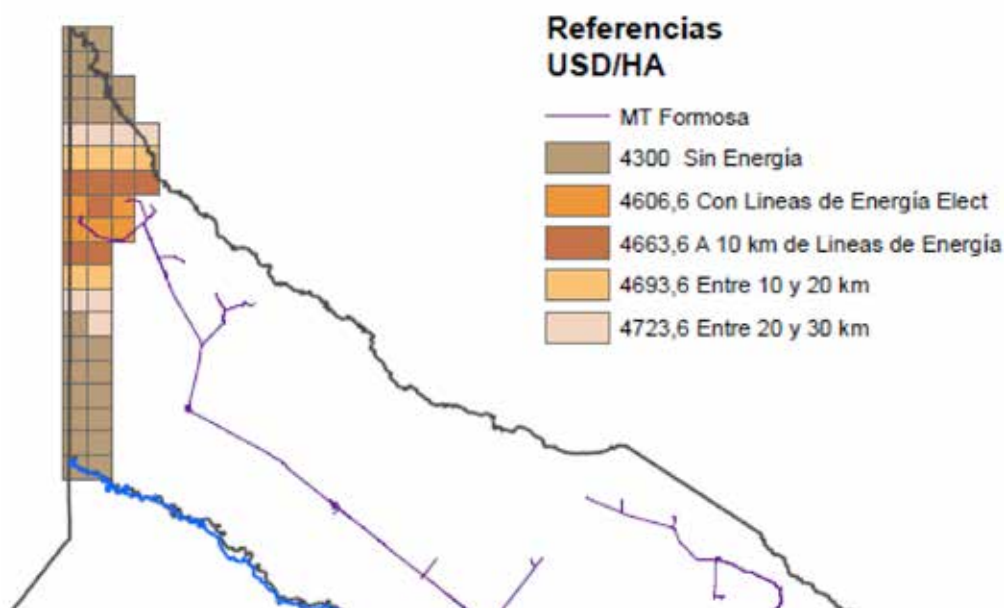 Referencias
USD/HA
MT Formosa
4300 Sin Energía
4606,6 Con Lineas de Energía Elect
4663,6 A 10 km de Lineas de Energía
4693,6 Entre 10 y 20 km
4723,6 Entre 20 y 30 km